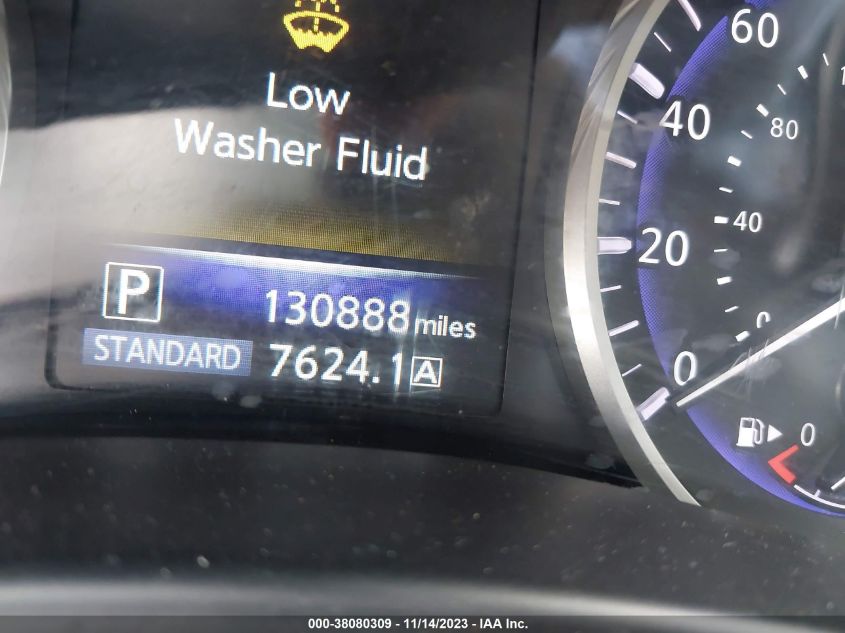 Low
Washer Fluid
P
130888 miles
STANDARD 7624.1 A
60
40
80
20
40
0
0
0
000-38080309 - 11/14/2023 - IAA Inc.